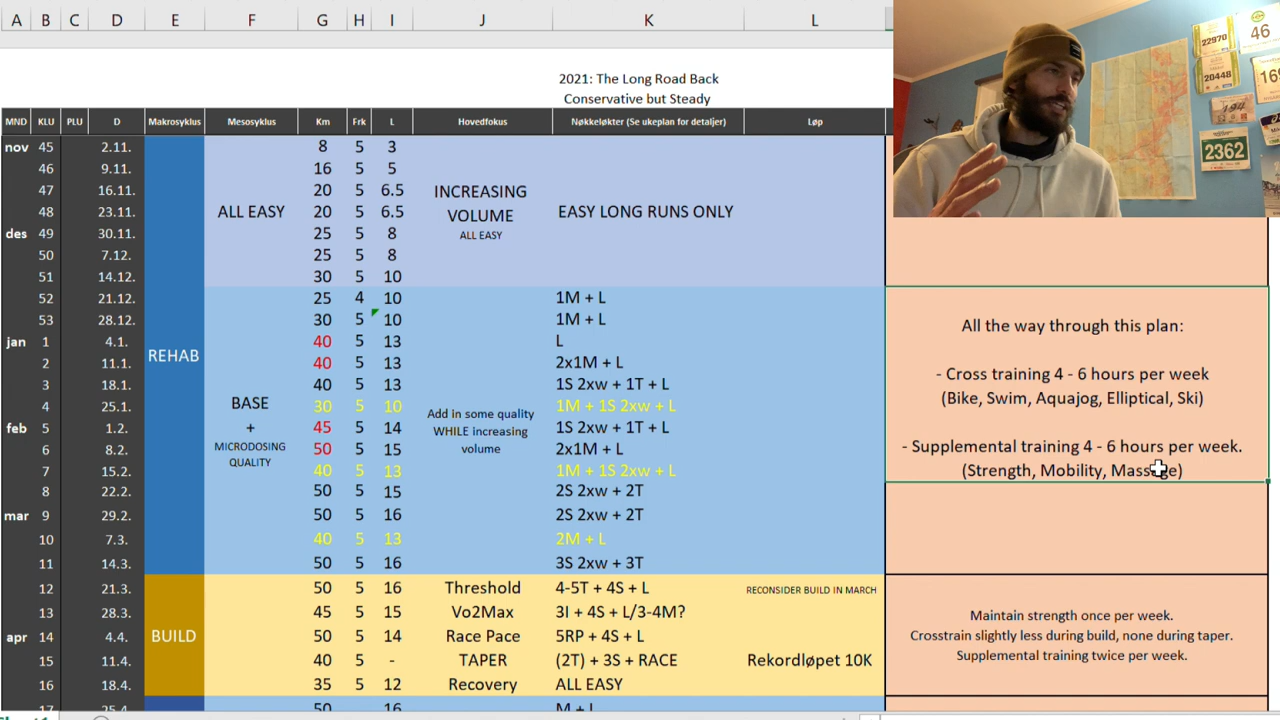 A B C D E F G H I J K L
2021: The Long Road Back
Conservative but Steady
MND KLU PLU D Makrosyklus Mesosyklus Km Frk L Hovedfokus Nøkkeløkter (Se ukeplan for detaljer) Løp
nov 45 2.11. 8 5 3
46 9.11. 16 5 5
47 16.11. 20 5 6.5
48 23.11. 20 5 6.5
des 49 30.11. 25 5 8
50 7.12. 25 5 8
51 14.12. 30 5 10
ALL EASY
INCREASING
VOLUME
ALL EASY
EASY LONG RUNS ONLY
52 21.12. 25 4 10 1M + L
53 28.12. 30 5 10 1M + L
jan 1 4.1. 40 5 13 L
2 11.1. 40 5 13 2x1M + L
3 18.1. 40 5 13 1S 2xw + 1T + L
4 25.1. 30 5 10 1M + 1S 2xw + L
feb 5 1.2. 45 5 14 1S 2xw + 1T + L
6 8.2. 50 5 15 2x1M + L
7 15.2. 40 5 13 1M + 1S 2xw + L
8 22.2. 50 5 15 2S 2xw + 2T
mar 9 29.2. 50 5 16 2S 2xw + 2T
10 7.3. 40 5 13 2M + L
11 14.3. 50 5 16 3S 2xw + 3T
REHAB
BASE
+
MICRODOSING
QUALITY
Add in some quality
WHILE increasing
volume
All the way through this plan:
- Cross training 4 - 6 hours per week
(Bike, Swim, Aquajog, Elliptical, Ski)
- Supplemental training 4 - 6 hours per week.
(Strength, Mobility, Massage)
12 21.3. 50 5 16 Threshold 4-5T + 4S + L RECONSIDER BUILD IN MARCH
13 28.3. 45 5 15 Vo2Max 3I + 4S + L/3-4M?
apr 14 4.4. 50 5 14 Race Pace 5RP + 4S + L
15 11.4. 40 5 - TAPER (2T) + 3S + RACE Rekordløpet 10K
16 18.4. 35 5 12 Recovery ALL EASY
BUILD
Maintain strength once per week.
Crosstrain slightly less during build, none during taper.
Supplemental training twice per week.
17 25.4. 50 16 M + L
22970
46
20448
194
2362